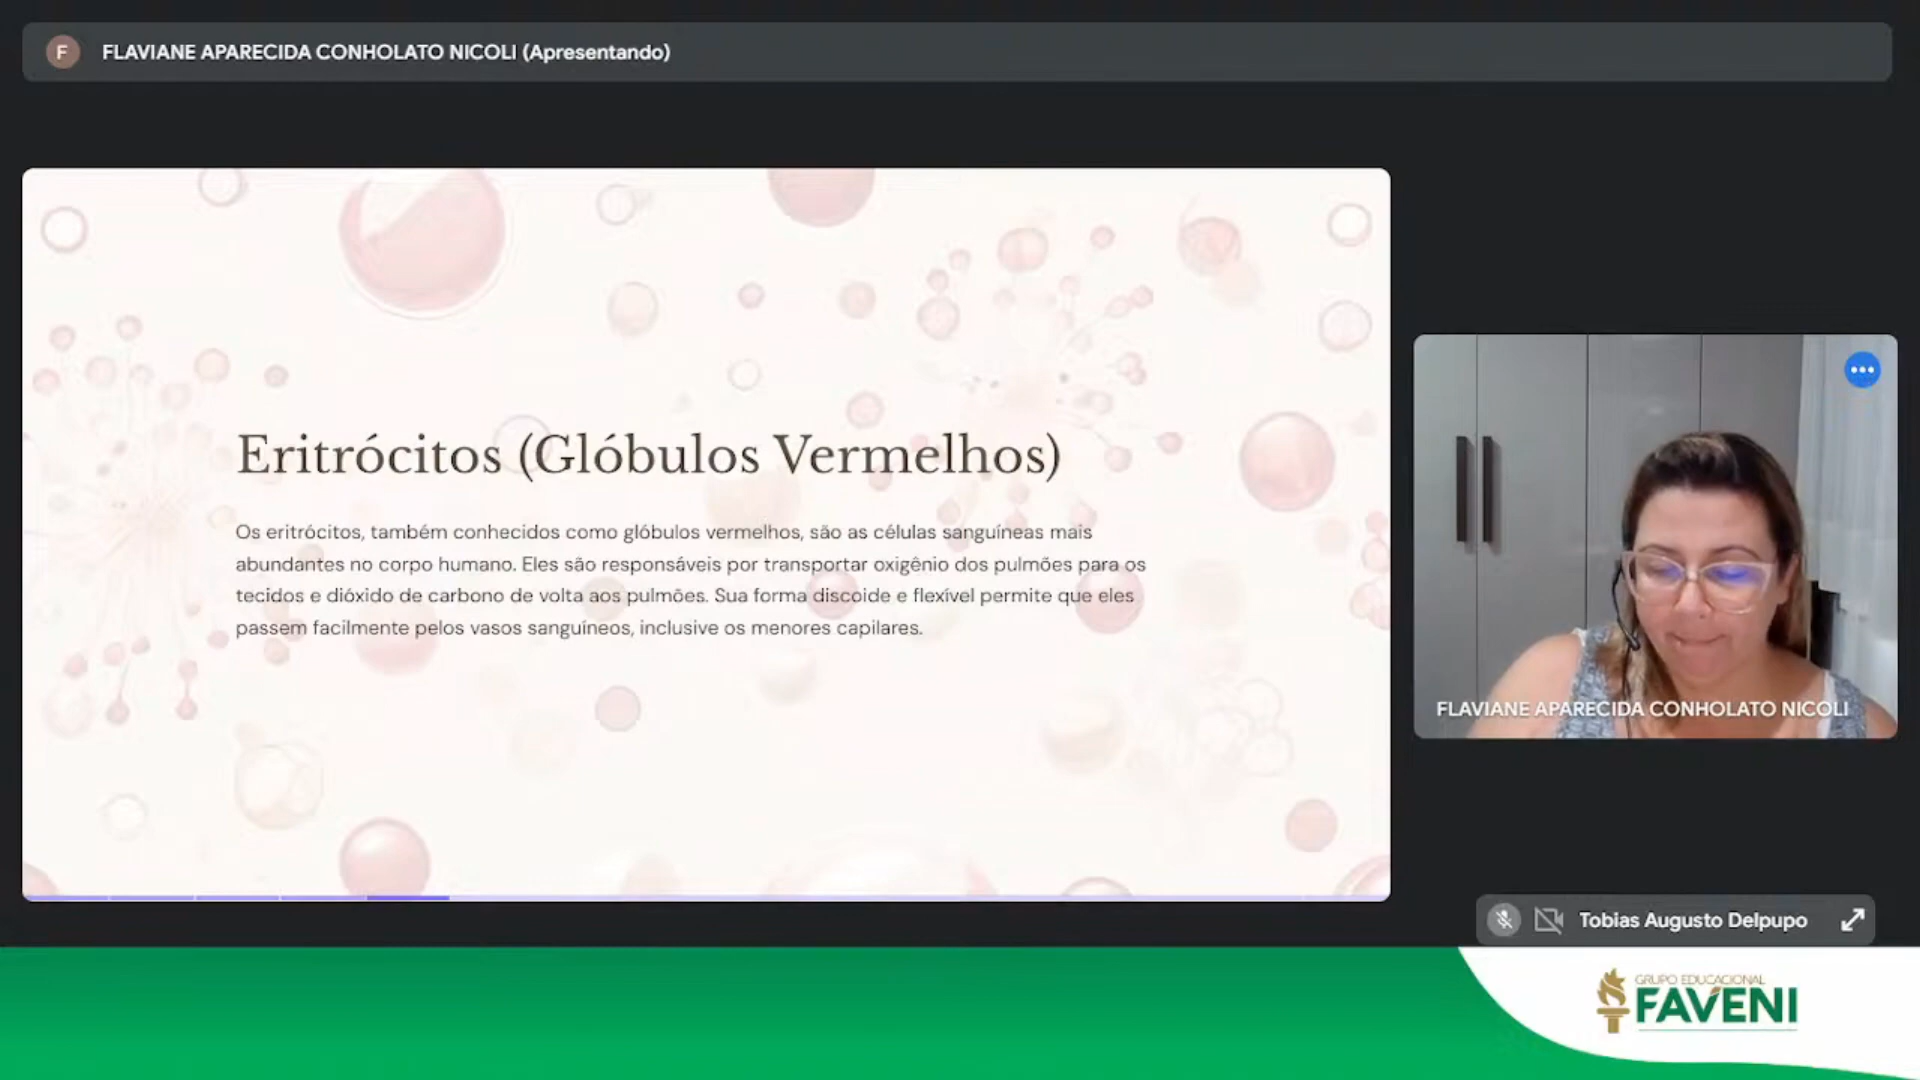 F
FLAVIANE APARECIDA CONHOLATO NICOLI (Apresentando)
Eritrócitos (Glóbulos Vermelhos)
Os eritrócitos, também conhecidos como glóbulos vermelhos, são as células sanguíneas mais
abundantes no corpo humano. Eles são responsáveis por transportar oxigênio dos pulmões para os
tecidos e dióxido de carbono de volta aos pulmões. Sua forma discoide e flexível permite que eles
passem facilmente pelos vasos sanguíneos, inclusive os menores capilares.
FLAVIANE APARECIDA CONHOLATO NICOLI
Tobias Augusto Delpupo
GRUPO EDUCACIONAL
FAVENI